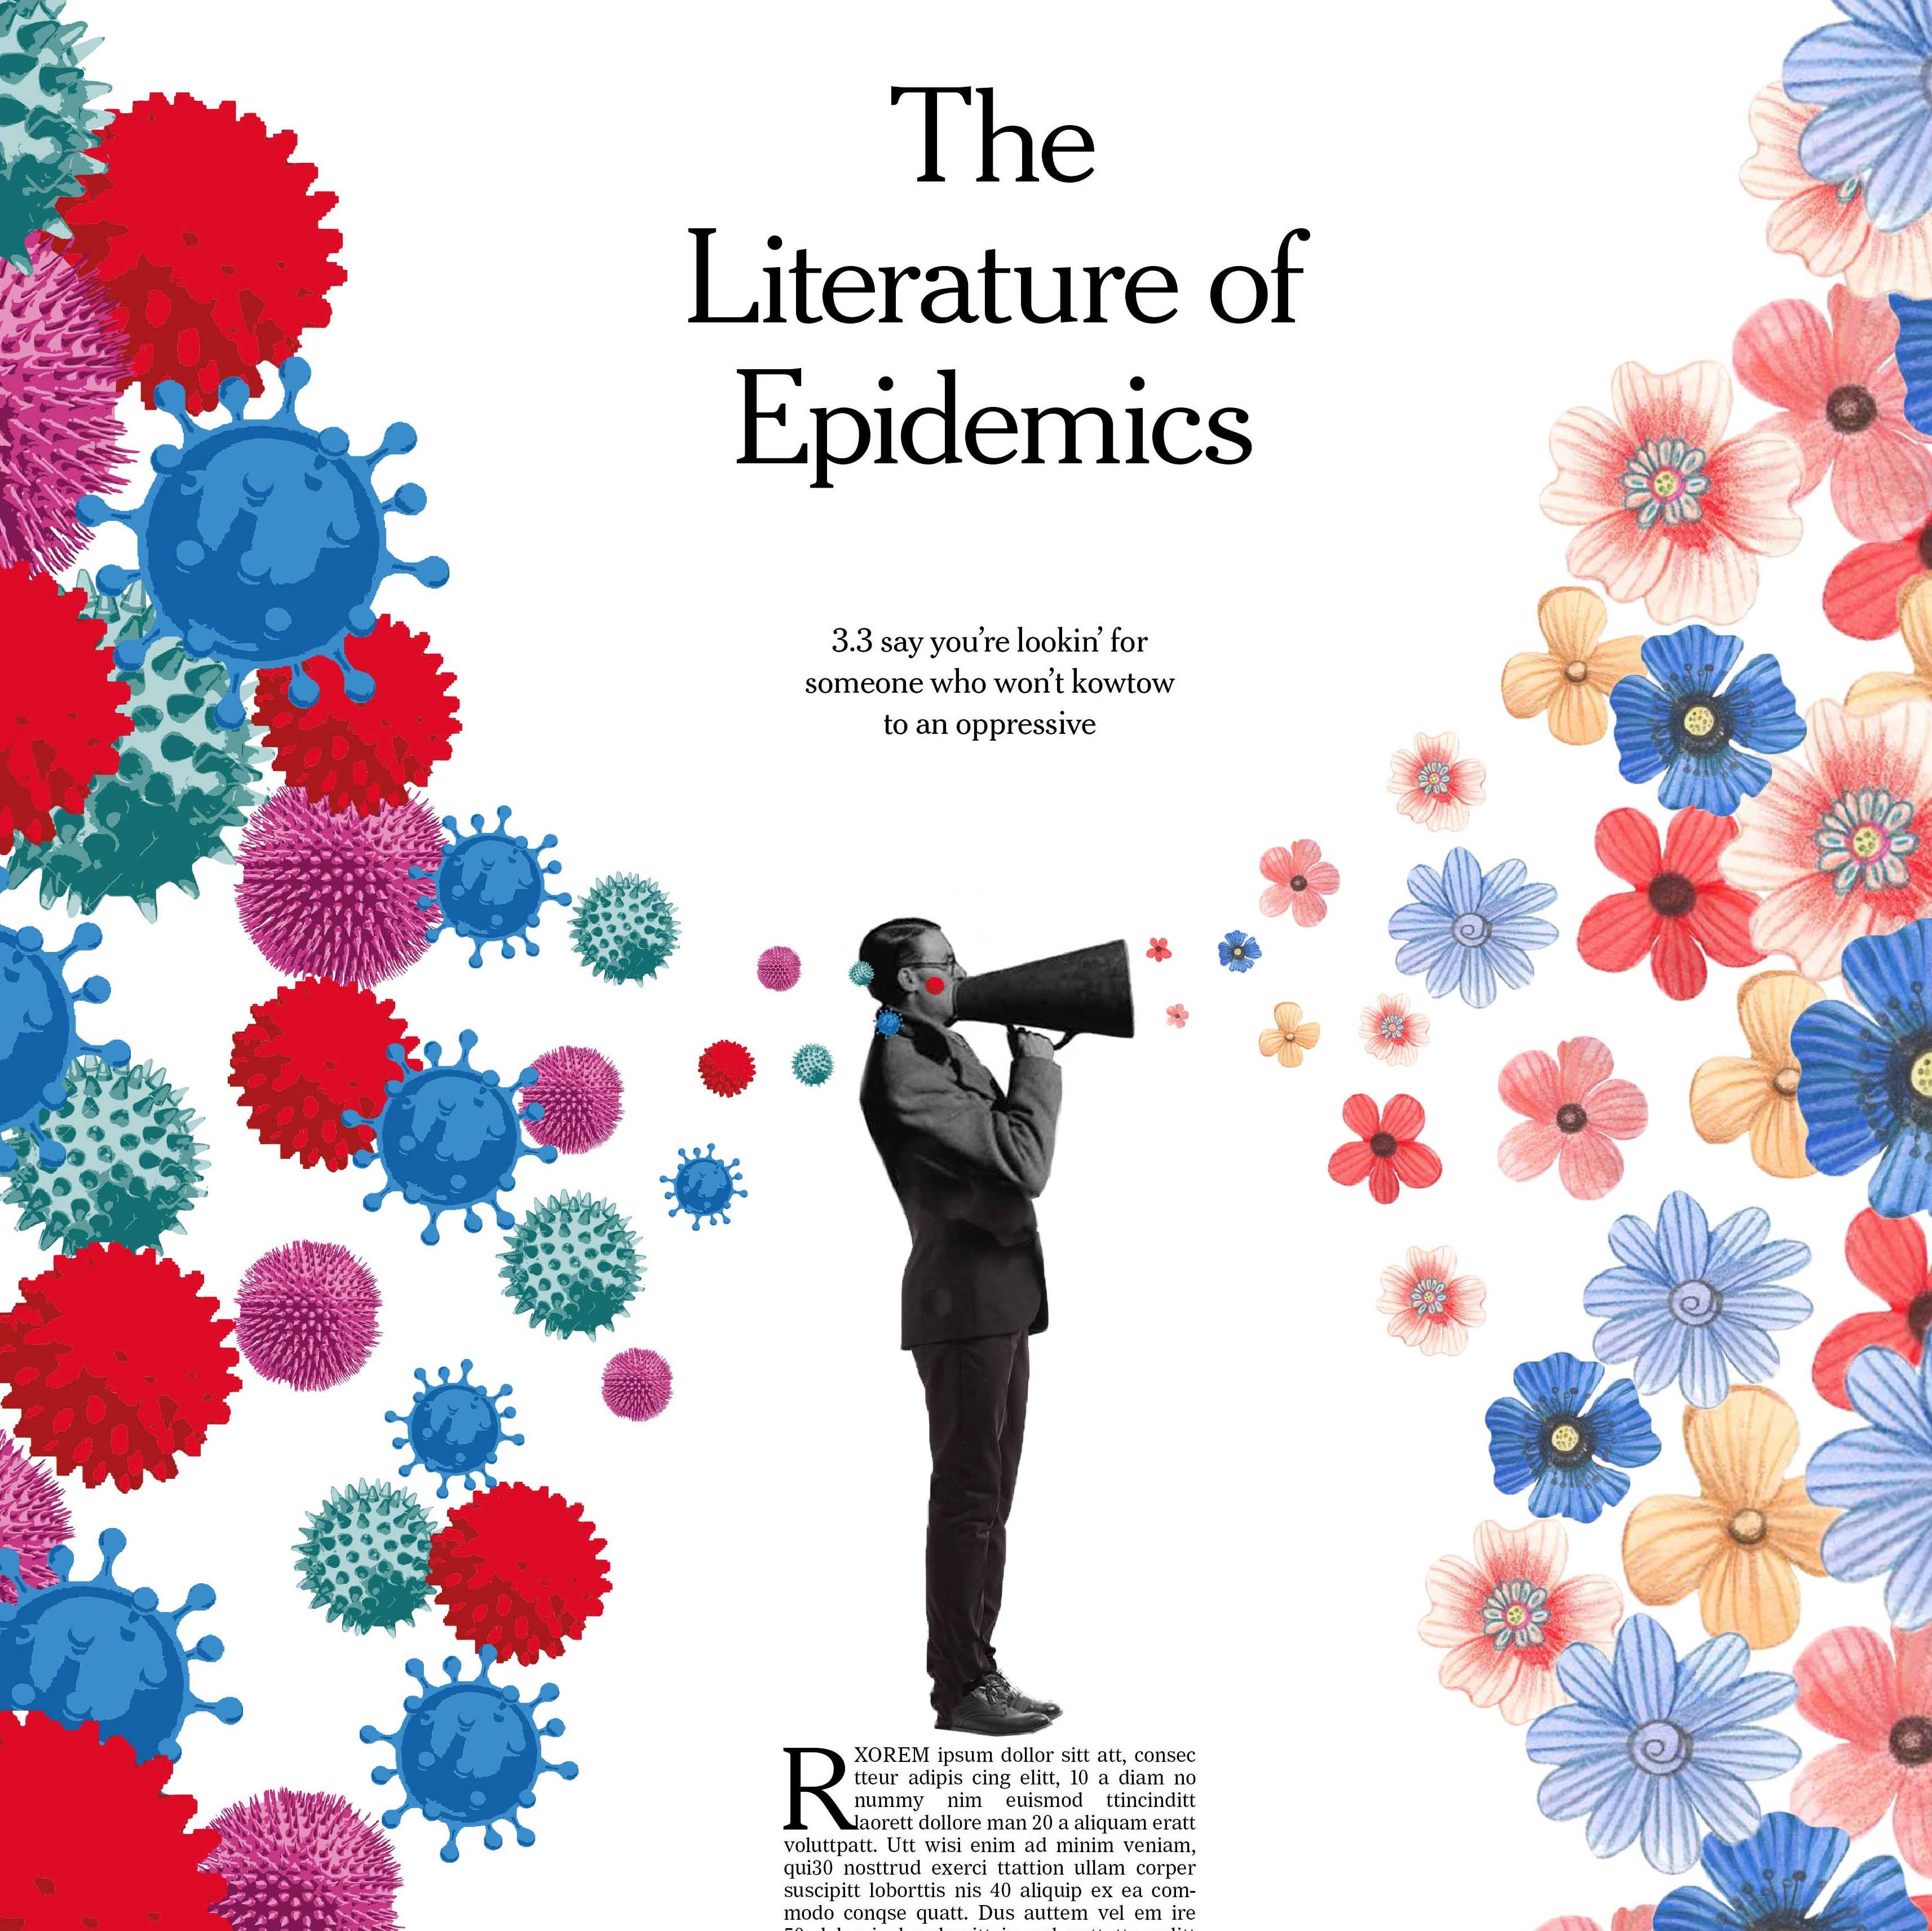 The
Literature of
Epidemics
3.3 say you’re lookin’ for
someone who won’t kowtow
to an oppressive
RXOREM ipsum dollor sitt att, consec
tteur adipis cing elitt, 10 a diam no
nummy nim euismod ttincinditt
laorett dollore man 20 a aliquam eratt
voluttpatt. Utt wisi enim ad minim veniam,
qui30 nosttrud exerci ttattion ullam corper
suscipitt loborttis nis 40 aliquip ex ea com-
modo conqse quatt. Dus auttem vel em ire